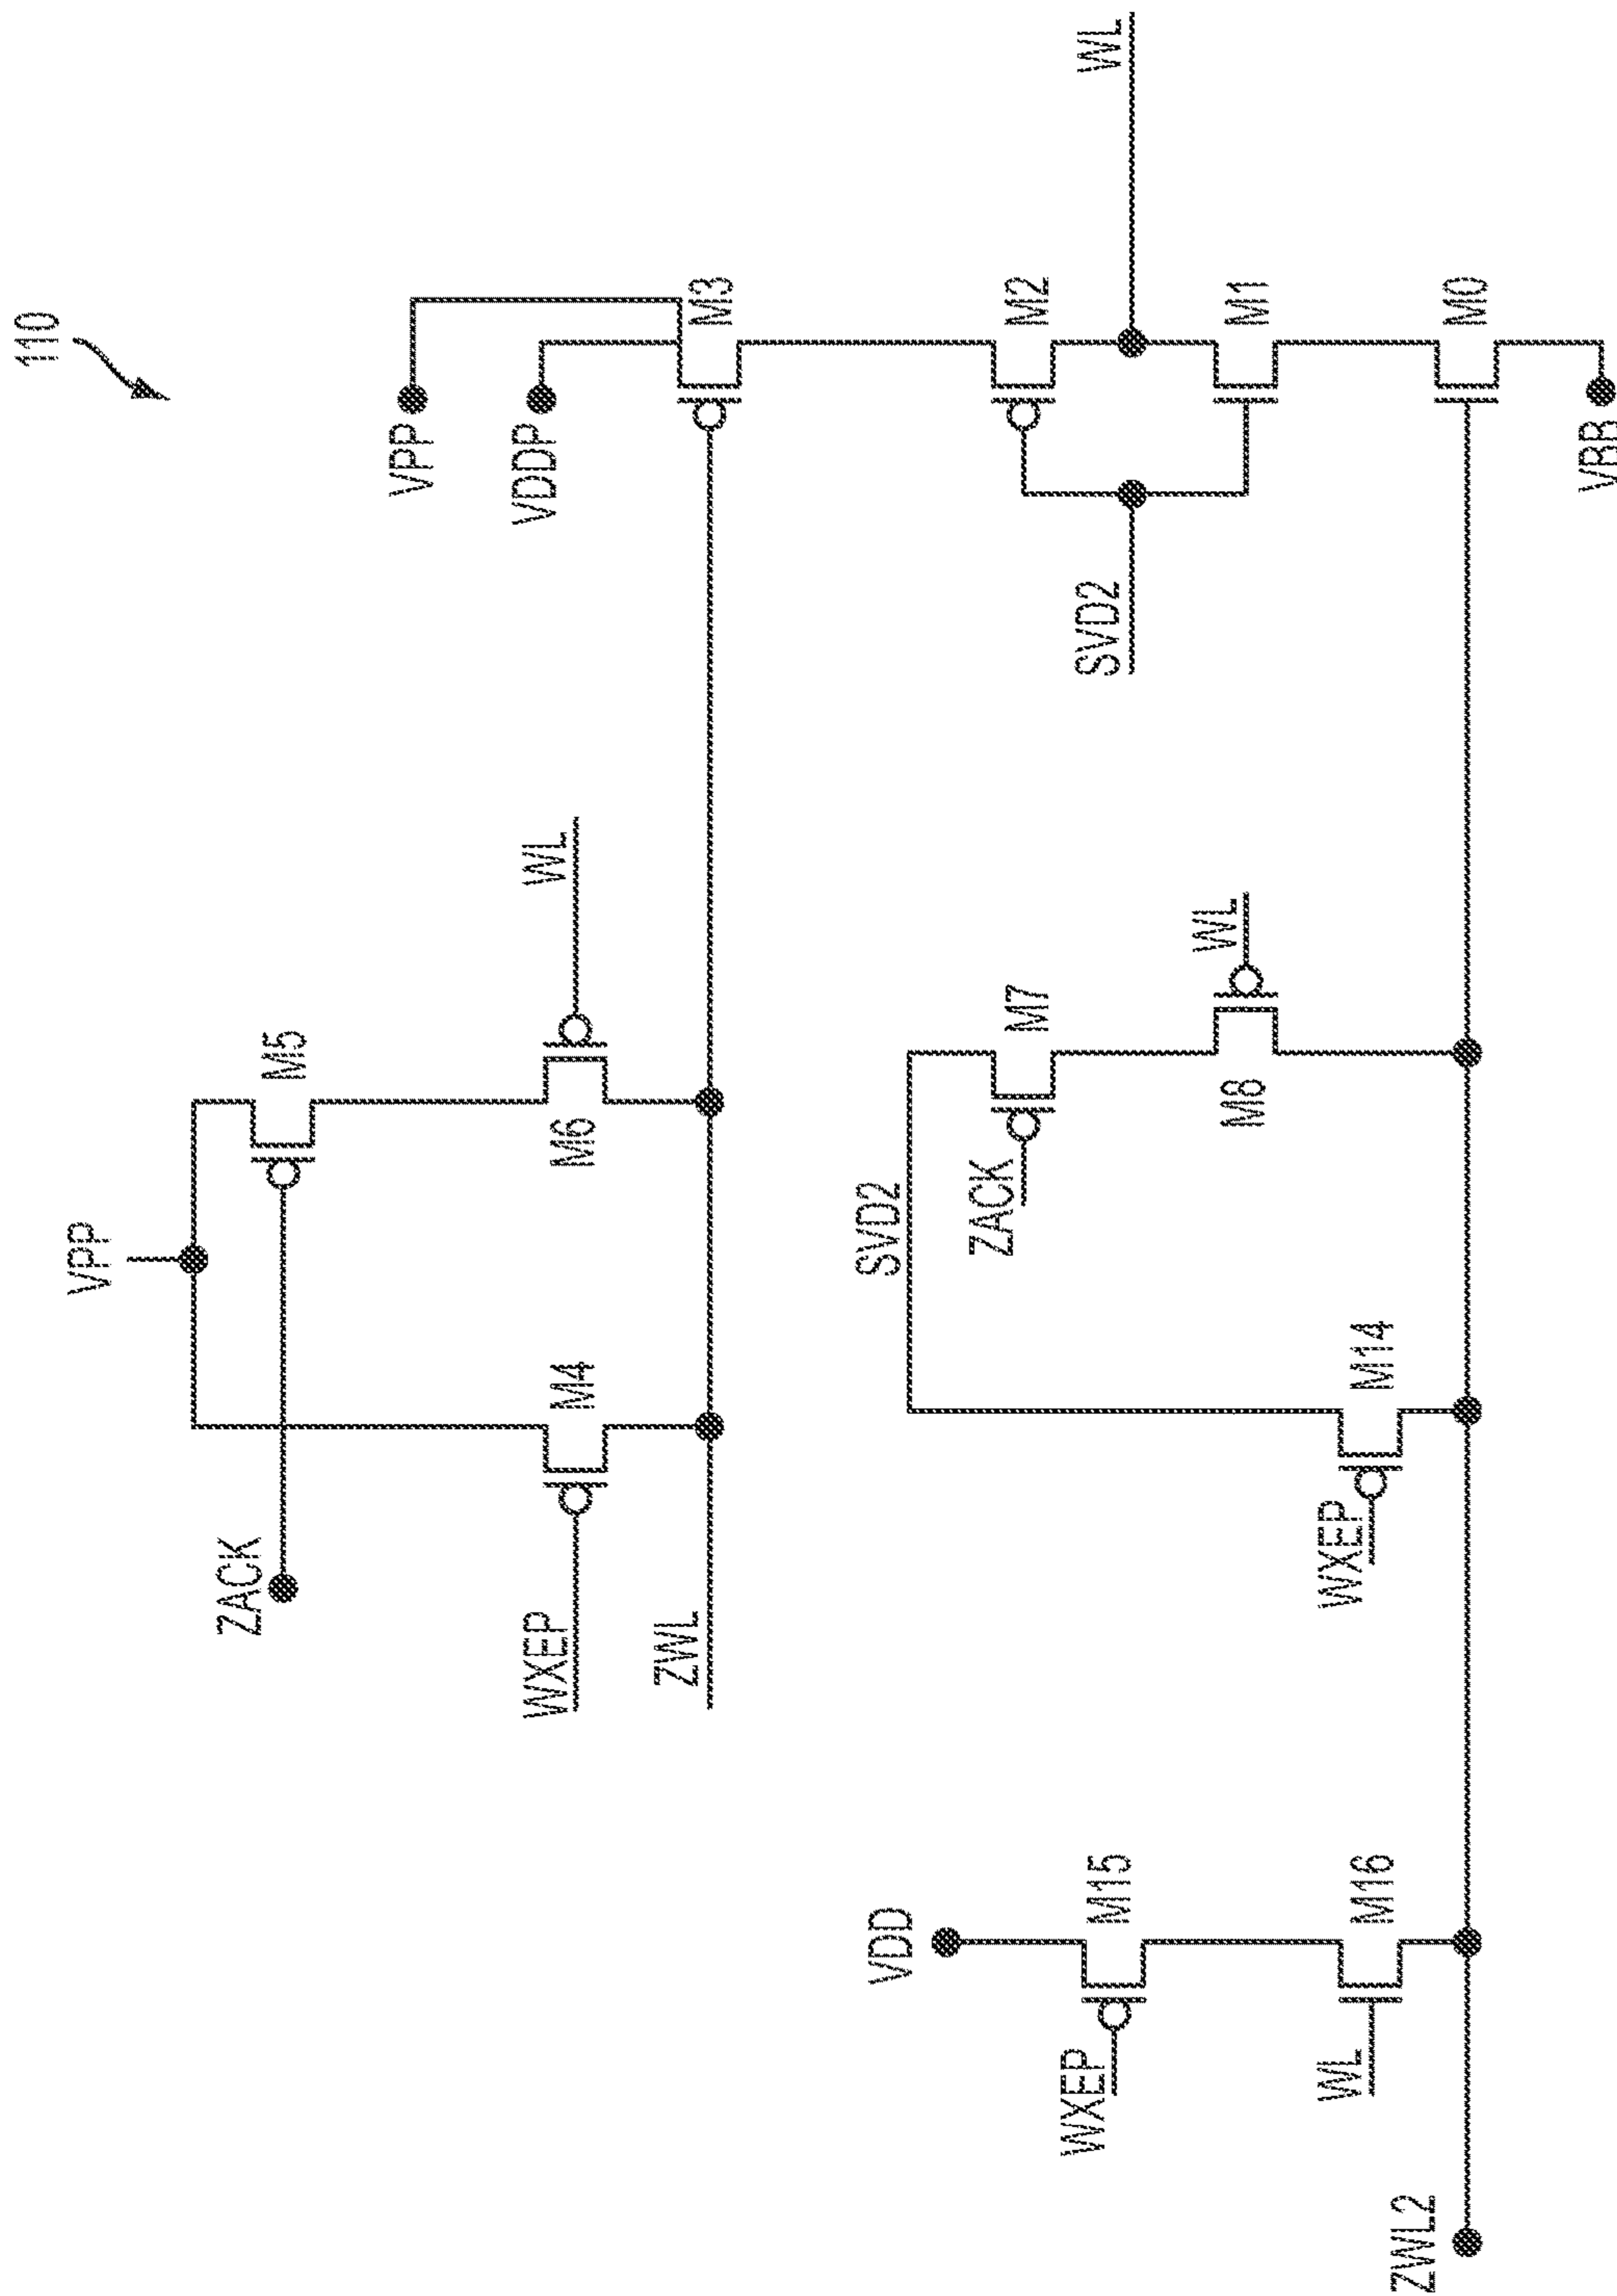 110
VPP
VDDP
M3
M2
WL
SVD2
M1
M0
VBB
VPP
M5
ZACK
M4
WXEP
M6
WL
ZWL
SVD2
M7
ZACK
M8
WL
M14
WXEP
VDD
M15
WXEP
M16
WL
ZWL2